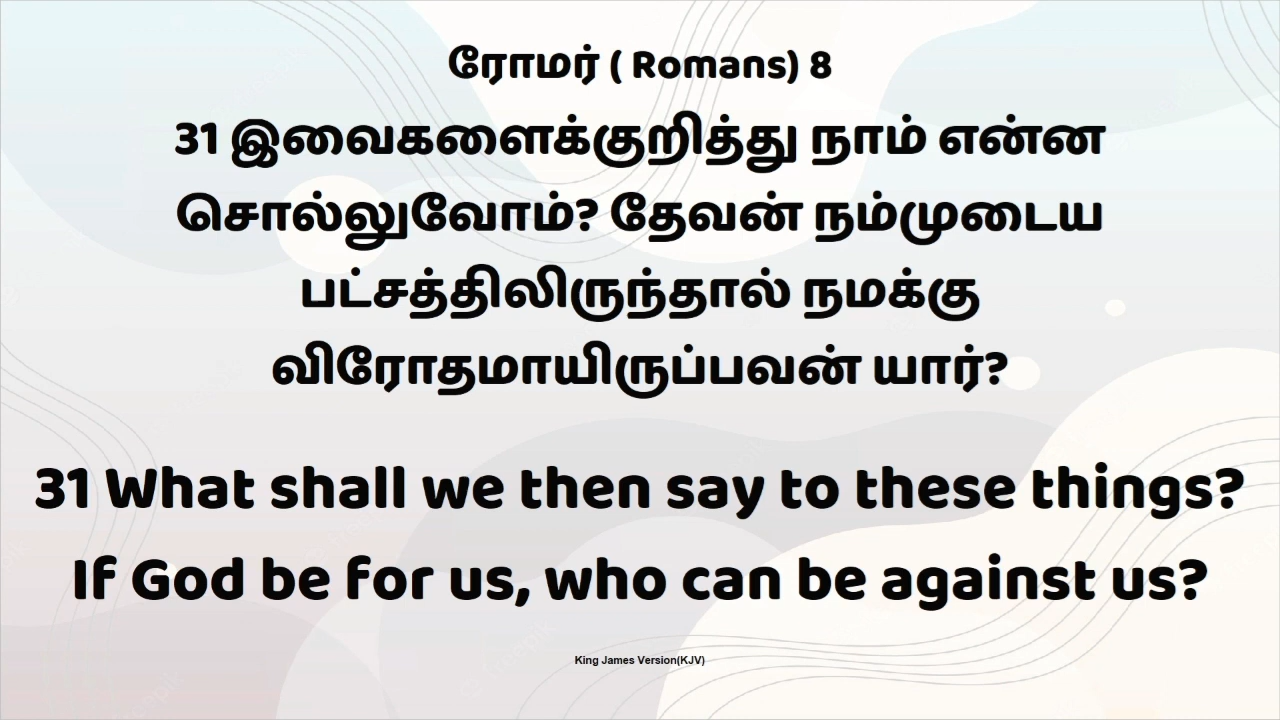 ரோமர் ( Romans) 8
31 இவைகளைக்குறித்து நாம் என்ன
சொல்லுவோம்? தேவன் நம்முடைய
பட்சத்திலிருந்தால் நமக்கு
விரோதமாயிருப்பவன் யார்?
31 What shall we then say to these things?
If God be for us, who can be against us?
King James Version(KJV)